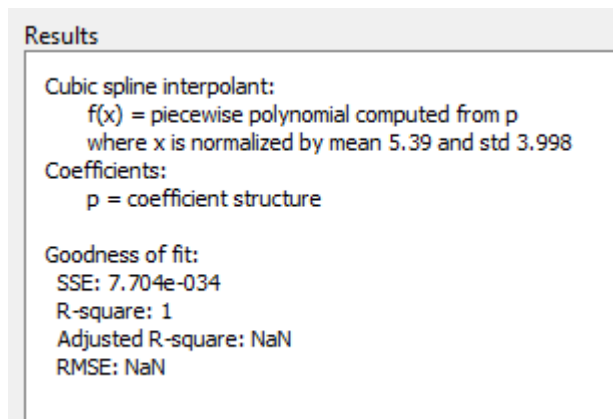 Results
Cubic spline interpolant:
f(x) = piecewise polynomial computed from p
where x is normalized by mean 5.39 and std 3.998
Coefficients:
p = coefficient structure
Goodness of fit:
SSE: 7.704e-034
R-square: 1
Adjusted R-square: NaN
RMSE: NaN